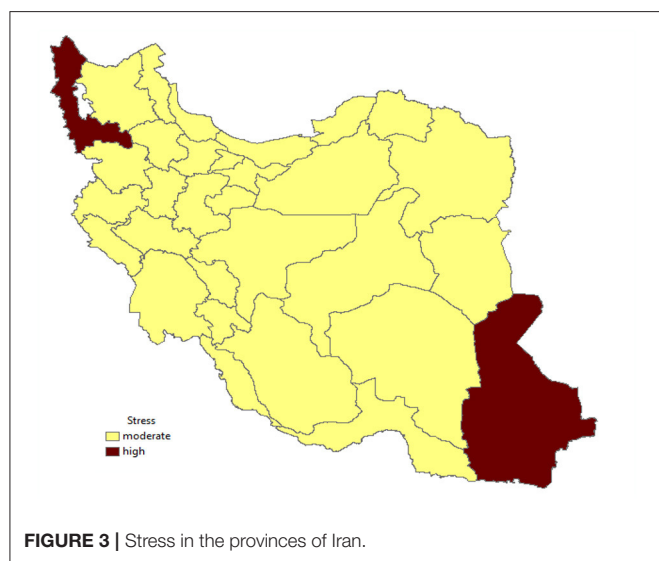 Stress
moderate
high
FIGURE 3 | Stress in the provinces of Iran.